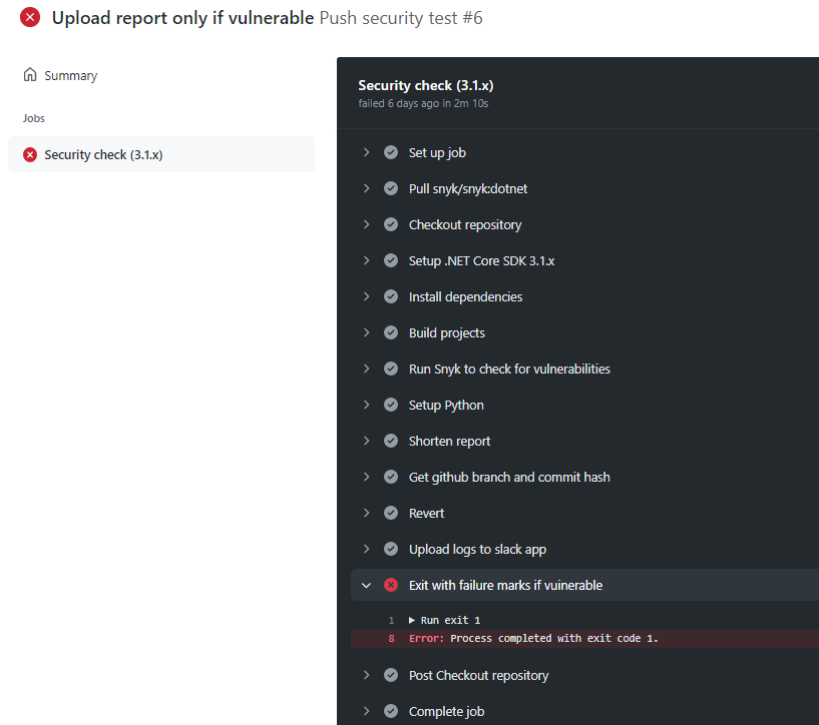 Upload report only if vulnerable Push security test #6
Summary
Jobs
Security check (3.1.x)
Security check (3.1.x)
failed 6 days ago in 2m 10s
Set up job
Pull snyk/snyk:dotnet
Checkout repository
Setup .NET Core SDK 3.1.x
Install dependencies
Build projects
Run Snyk to check for vulnerabilities
Setup Python
Shorten report
Get github branch and commit hash
Revert
Upload logs to slack app
Exit with failure marks if vuinerable
1 ▶ Run exit 1
8 Error: Process completed with exit code 1.
Post Checkout repository
Complete job